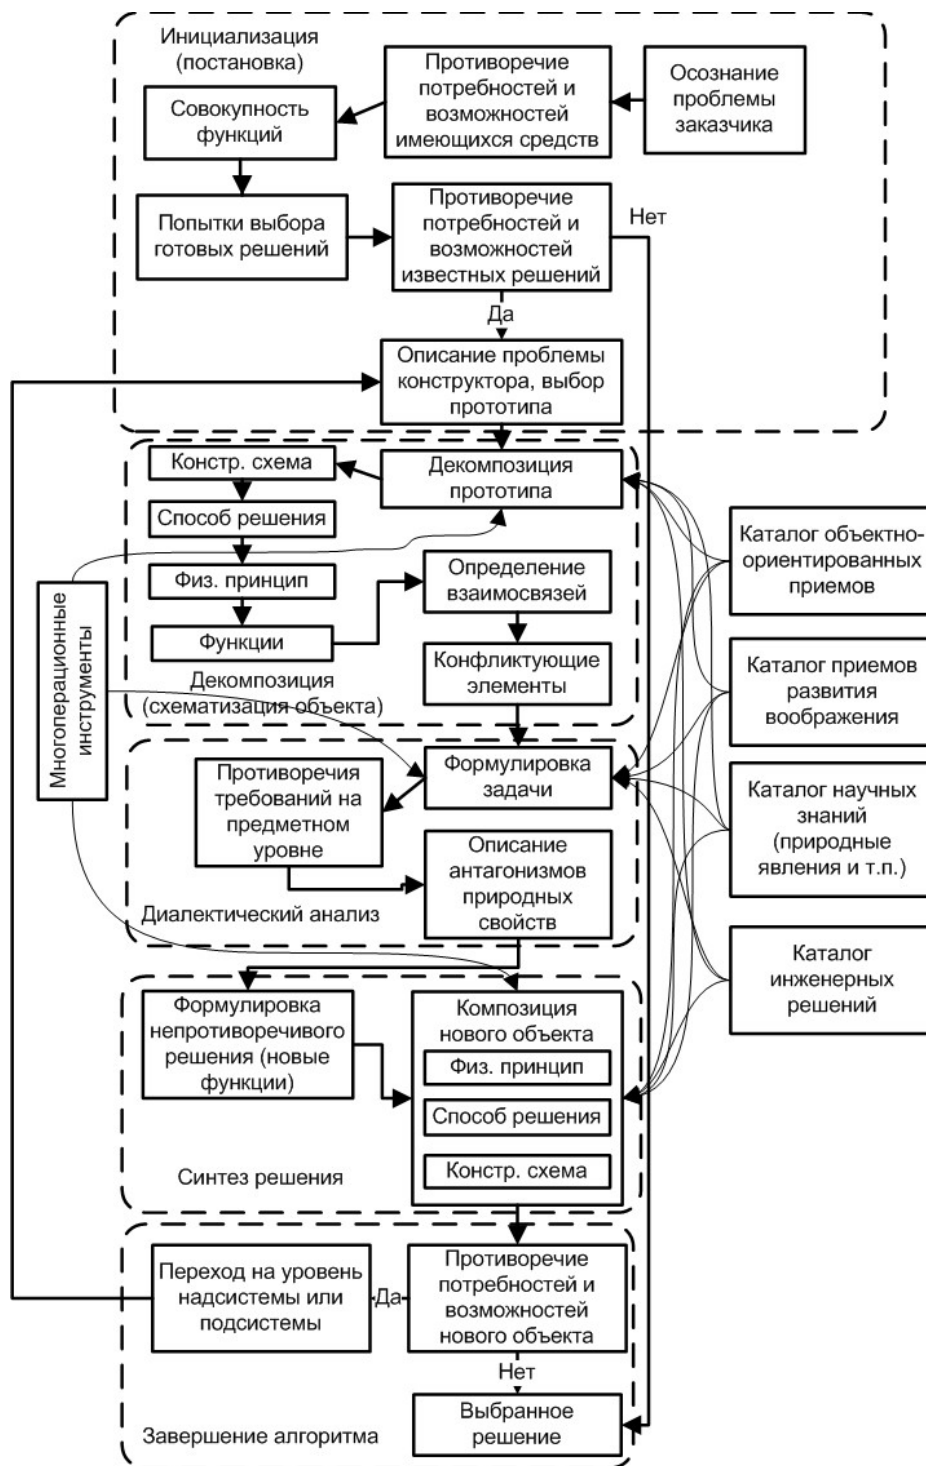 Инициализация
(постановка)
Осознание
проблемы
заказчика
Противоречие
потребностей и
возможностей
имеющихся средств
Совокупность
функций
Попытки выбора
готовых решений
Противоречие
потребностей и
возможностей
известных решений
Нет
Да
Описание проблемы
конструктора, выбор
прототипа
Декомпозиция
прототипа
Констр. схема
Способ решения
Физ. принцип
Функции
Определение
взаимосвязей
Конфликтующие
элементы
Декомпозиция
(схематизация объекта)
Многоперационные
инструменты
Каталог объектно-
ориентированных
приемов
Каталог приемов
развития
воображения
Каталог научных
знаний
(природные
явления и т.п.)
Каталог
инженерных
решений
Формулировка
задачи
Противоречия
требований на
предметном
уровне
Описание
антагонизмов
природных
свойств
Диалектический анализ
Формулировка
непротиворечивого
решения (новые
функции)
Композиция
нового объекта
Физ. принцип
Способ решения
Констр. схема
Синтез решения
Противоречие
потребностей и
возможностей
нового объекта
Да
Переход на уровень
надсистемы или
подсистемы
Нет
Выбранное
решение
Завершение алгоритма